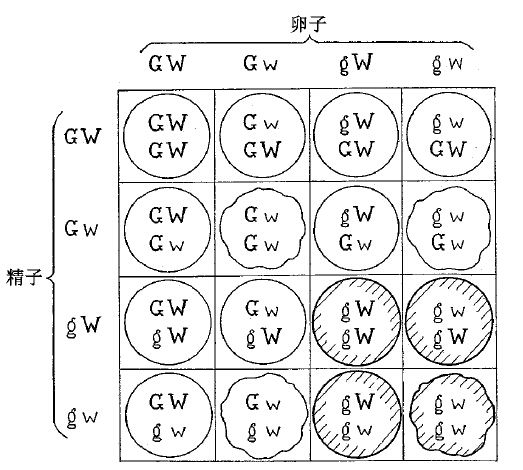 卵子
GW Gw gW gw
精子
GW
GW Gw gW gw
GW GW GW GW
Gw
GW Gw gW gw
Gw Gw Gw Gw
gW
GW Gw gW gw
gW gW gW gW
gw
GW Gw gW gw
gw gw gw gw